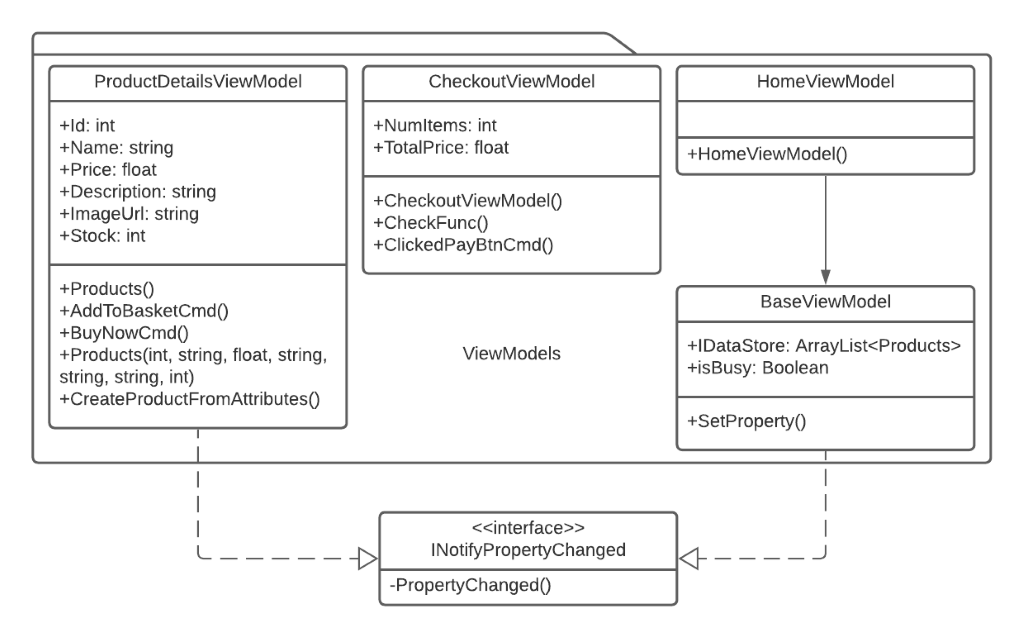 ProductDetailsViewModel
+Id: int
+Name: string
+Price: float
+Description: string
+ImageUrl: string
+Stock: int
+Products()
+AddToBasketCmd()
+BuyNowCmd()
+Products(int, string, float, string,
string, string, int)
+CreateProductFromAttributes()
CheckoutViewModel
+NumItems: int
+TotalPrice: float
+CheckoutViewModel()
+CheckFunc()
+ClickedPayBtnCmd()
HomeViewModel
+HomeViewModel()
BaseViewModel
+IDataStore: ArrayList<Products>
+isBusy: Boolean
+SetProperty()
ViewModels
<<interface>>
INotifyPropertyChanged
-PropertyChanged()